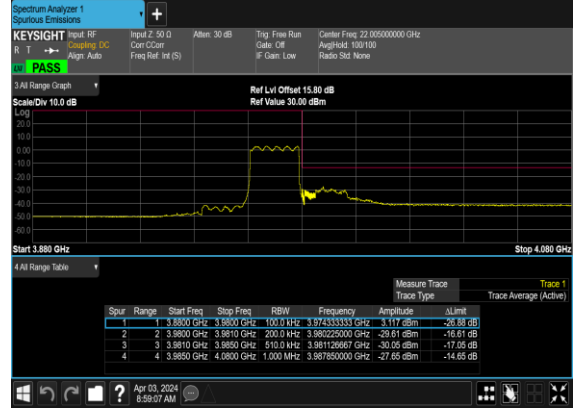 Spectrum Analyzer 1
Spurious Emissions
+
KEYSIGHT Input: RF Input Z: 50 Ω Atten: 30 dB Trig: Free Run Center Freq: 22.005000000 GHz
R T Coupling: DC Corr CCorr Gate: Off Avg|Hold: 100/100
Align: Auto Freq Ref: Int (S) IF Gain: Low Radio Std: None
PASS
3 All Range Graph
Ref Lvl Offset 15.80 dB
Scale/Div 10.0 dB Ref Value 30.00 dBm
Log
20.0
10.0
0.00
-10.0
-20.0
-30.0
-40.0
-50.0
-60.0
Start 3.880 GHz Stop 4.080 GHz
4 All Range Table
Measure Trace Trace 1
Trace Type Trace Average (Active)
Spur Range Start Freq Stop Freq RBW Frequency Amplitude ΔLimit
1 1 3.8800 GHz 3.9800 GHz 100.0 kHz 3.974333333 GHz 3.117 dBm -26.88 dB
2 2 3.9800 GHz 3.9810 GHz 200.0 kHz 3.980225000 GHz -29.61 dBm -16.61 dB
3 3 3.9810 GHz 3.9850 GHz 510.0 kHz 3.981126667 GHz -30.05 dBm -17.05 dB
4 4 3.9850 GHz 4.0800 GHz 1.000 MHz 3.987850000 GHz -27.65 dBm -14.65 dB
? Apr 03, 2024
8:59:07 AM